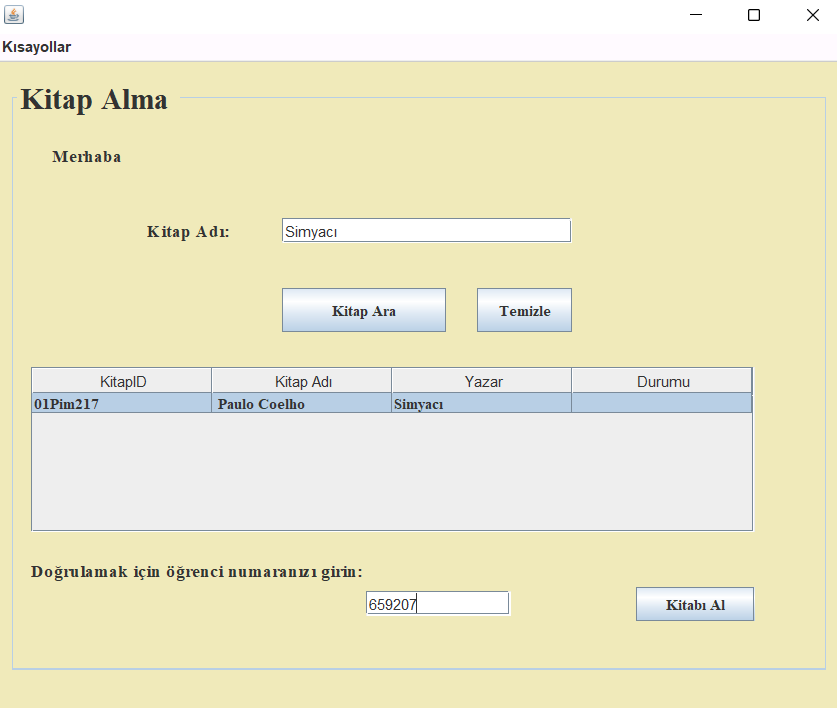 Kısayollar
Kitap Alma
Merhaba
Kitap Adı: Simyacı
Kitap Ara Temizle
KitapID Kitap Adı Yazar Durumu
01Pim217 Paulo Coelho Simyacı
Doğrulamak için öğrenci numaranızı girin:
659207 Kitabı Al